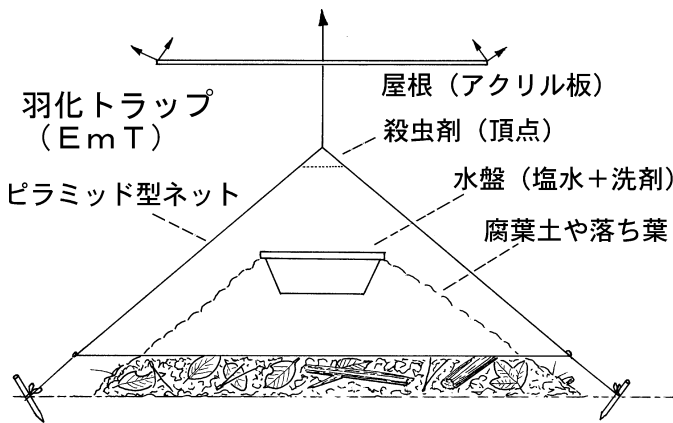 屋根（アクリル板）
羽化トラップ
（ＥｍＴ）
殺虫剤（頂点）
水盤（塩水＋洗剤）
ピラミッド型ネット
腐葉土や落ち葉